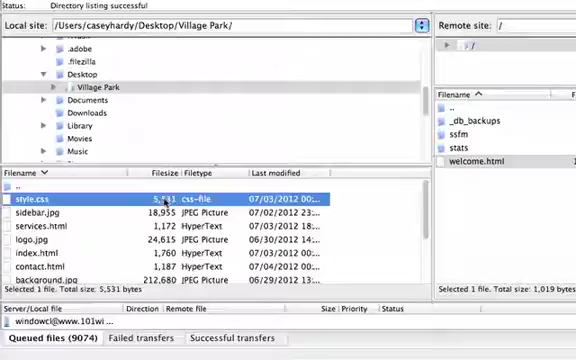 Status: Directory listing successful
Local site: /Users/caseyhardy/Desktop/Village Park/
Remote site: /
.adobe
.filezilla
Desktop
Village Park
Documents
Downloads
Library
Movies
Music
/
Filename Filesize Filetype Last modified
..
style.css css-file 07/03/2012 00:...
sidebar.jpg 18,955 JPEG Picture 07/02/2012 23:...
services.html 1,172 HyperText 07/03/2012 18:...
logo.jpg 24,615 JPEG Picture 06/30/2012 14:...
index.html 1,760 HyperText 07/03/2012 00:...
contact.html 1,187 HyperText 07/04/2012 00:...
background.jpg 212,680 JPEG Picture 06/29/2012 13:...
Selected 1 file. Total size: 5,531 bytes
Filename F
..
_db_backups
ssfm
stats
welcome.html
Selected 1 file. Total size: 1,019 bytes
Server/Local file Direction Remote file Size Priority Status
windowcl@www.101wi ...
Queued files (9074) Failed transfers Successful transfers